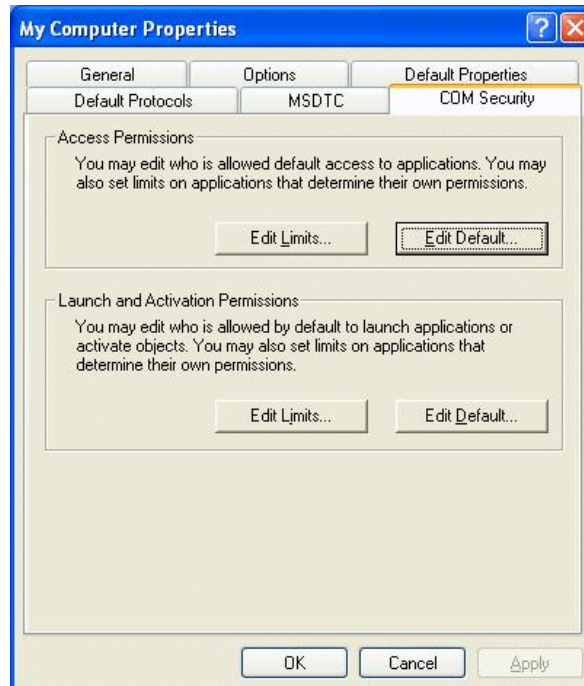 My Computer Properties
General Options Default Properties
Default Protocols MSDTC COM Security
Access Permissions
You may edit who is allowed default access to applications. You may
also set limits on applications that determine their own permissions.
Edit Limits... Edit Default...
Launch and Activation Permissions
You may edit who is allowed by default to launch applications or
activate objects. You may also set limits on applications that
determine their own permissions.
Edit Limits... Edit Default...
OK Cancel Apply